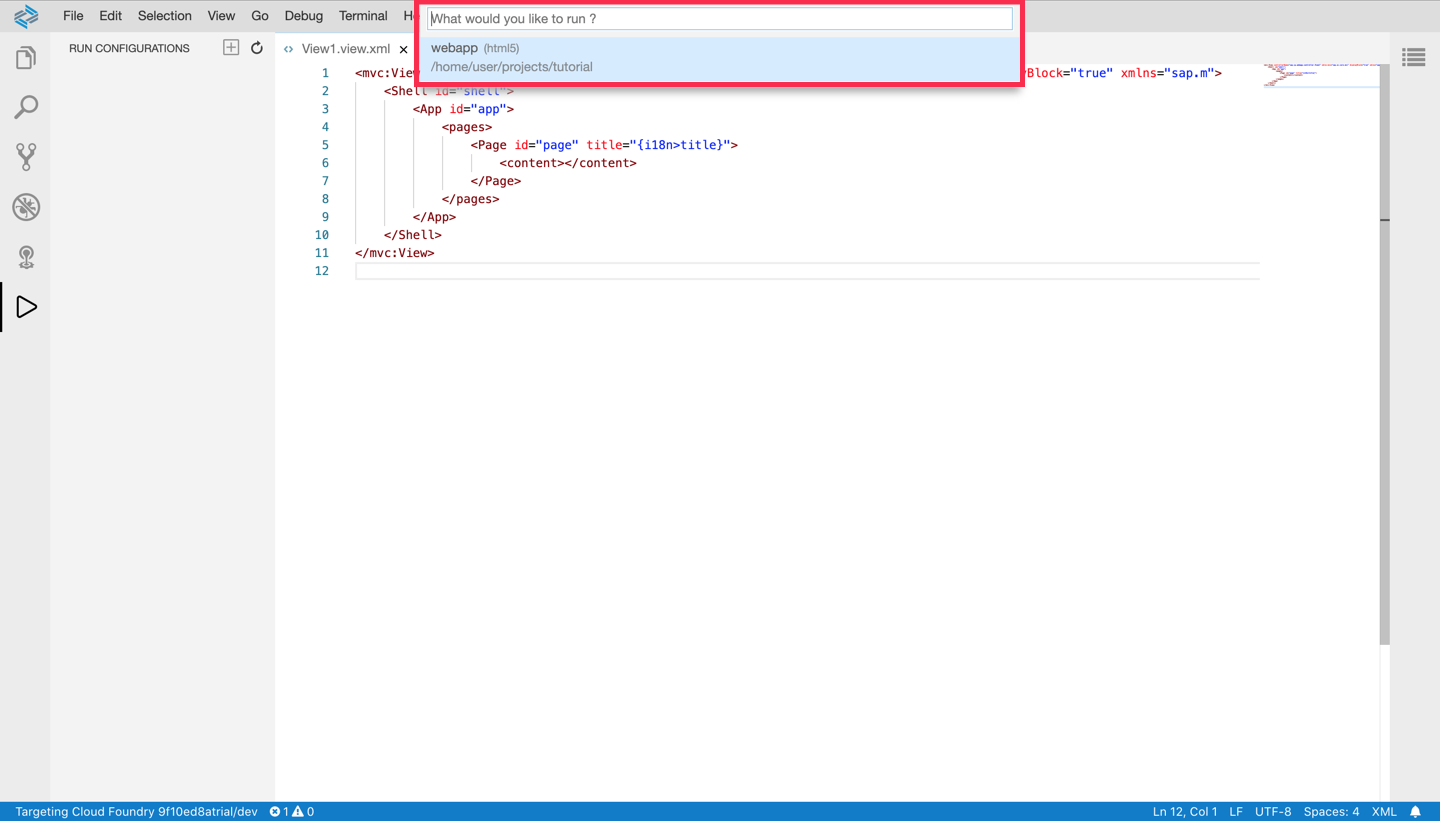 File Edit Selection View Go Debug Terminal
What would you like to run ?
RUN CONFIGURATIONS
View1.view.xml
webapp (html5)
/home/user/projects/tutorial
1 <mvc:View Block="true" xmlns="sap.m">
2 <Shell id="shell">
3 <App id="app">
4 <pages>
5 <Page id="page" title="{i18n>title}">
6 <content></content>
7 </Page>
8 </pages>
9 </App>
10 </Shell>
11 </mvc:View>
12
Targeting Cloud Foundry 9f10ed8atrial/dev 1 0 Ln 12, Col 1 LF UTF-8 Spaces: 4 XML